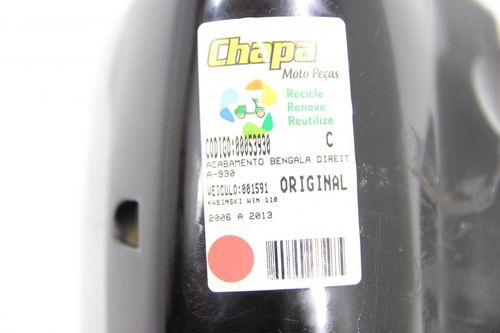 Chapa
Moto Peças
Recicle
Renove
Reutilize
CODIGO:00053930 C
ACABAMENTO BENGALA DIREIT
A-930
VEICULO:001591 ORIGINAL
KASINSKI WIN 110
2006 A 2013